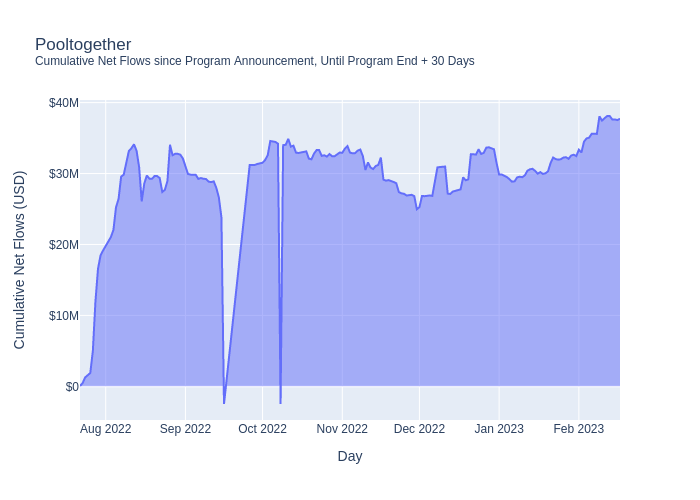 Pooltogether
Cumulative Net Flows since Program Announcement, Until Program End + 30 Days
Cumulative Net Flows (USD)
$40M
$30M
$20M
$10M
$0
Aug 2022 Sep 2022 Oct 2022 Nov 2022 Dec 2022 Jan 2023 Feb 2023
Day